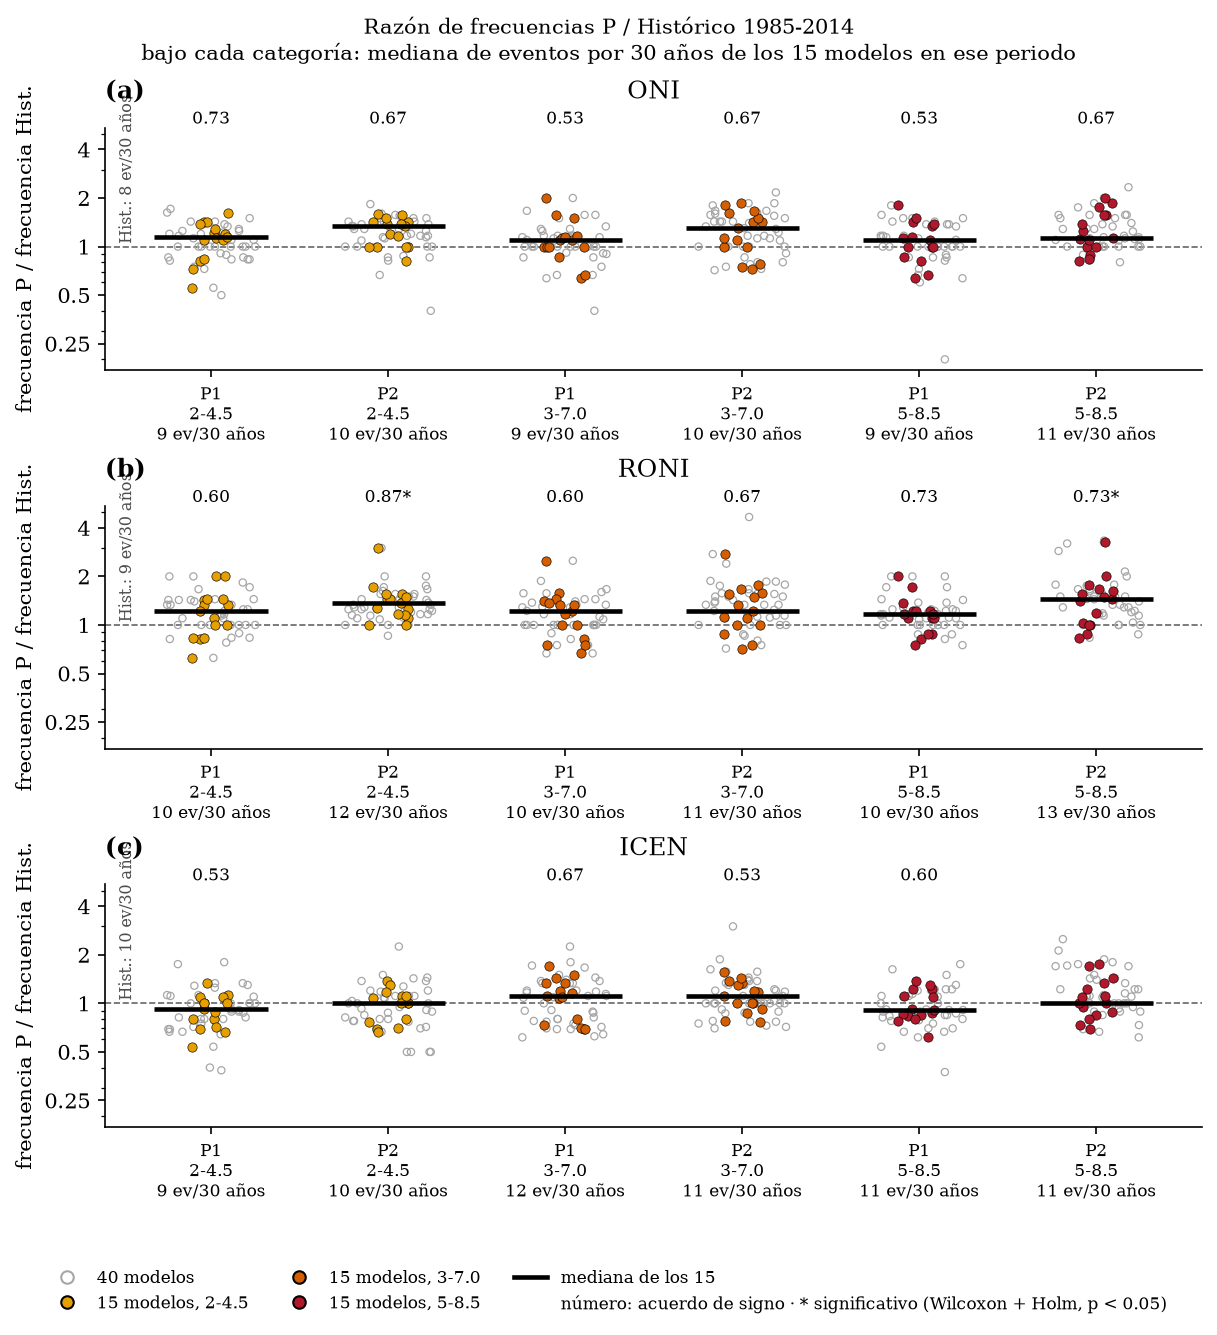 Razón de frecuencias P / Histórico 1985-2014
bajo cada categoría: mediana de eventos por 30 años de los 15 modelos en ese periodo
(a)
ONI
frecuencia P / frecuencia Hist.
Hist.: 8 ev/30 años
0.73 0.67 0.53 0.67 0.53 0.67
4
2
1
0.5
0.25
P1 P2 P1 P2 P1 P2
2-4.5 2-4.5 3-7.0 3-7.0 5-8.5 5-8.5
9 ev/30 años 10 ev/30 años 9 ev/30 años 10 ev/30 años 9 ev/30 años 11 ev/30 años
(b)
RONI
frecuencia P / frecuencia Hist.
Hist.: 9 ev/30 años
0.60 0.87* 0.60 0.67 0.73 0.73*
4
2
1
0.5
0.25
P1 P2 P1 P2 P1 P2
2-4.5 2-4.5 3-7.0 3-7.0 5-8.5 5-8.5
10 ev/30 años 12 ev/30 años 10 ev/30 años 11 ev/30 años 10 ev/30 años 13 ev/30 años
(c)
ICEN
frecuencia P / frecuencia Hist.
Hist.: 10 ev/30 años
0.53 0.67 0.53 0.60
4
2
1
0.5
0.25
P1 P2 P1 P2 P1 P2
2-4.5 2-4.5 3-7.0 3-7.0 5-8.5 5-8.5
9 ev/30 años 10 ev/30 años 12 ev/30 años 11 ev/30 años 11 ev/30 años 11 ev/30 años
40 modelos 15 modelos, 3-7.0 mediana de los 15
15 modelos, 2-4.5 15 modelos, 5-8.5 número: acuerdo de signo · * significativo (Wilcoxon + Holm, p < 0.05)